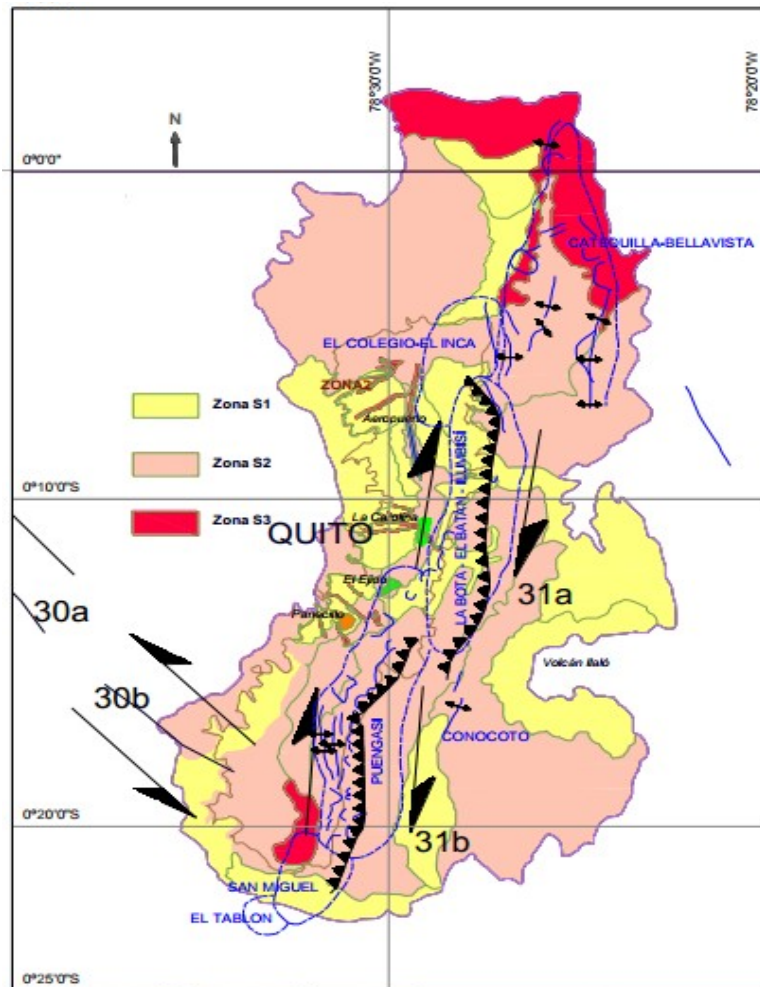 78°30'0"W
78°20'0"W
N
0°0'0"
CATEQUILLA-BELLAVISTA
EL COLEGIO-EL INCA
ZONA2
Zona S1
Aeropuerto
Zona S2
0°10'0"S
La Carolina
Zona S3
QUITO
LA BOTA - EL BATAN - ILUMBISÍ
El Ejido
31a
30a
Panecillo
Volcán Ilaló
30b
CONOCOTO
PUENGASI
0°20'0"S
31b
SAN MIGUEL
EL TABLON
0°25'0"S